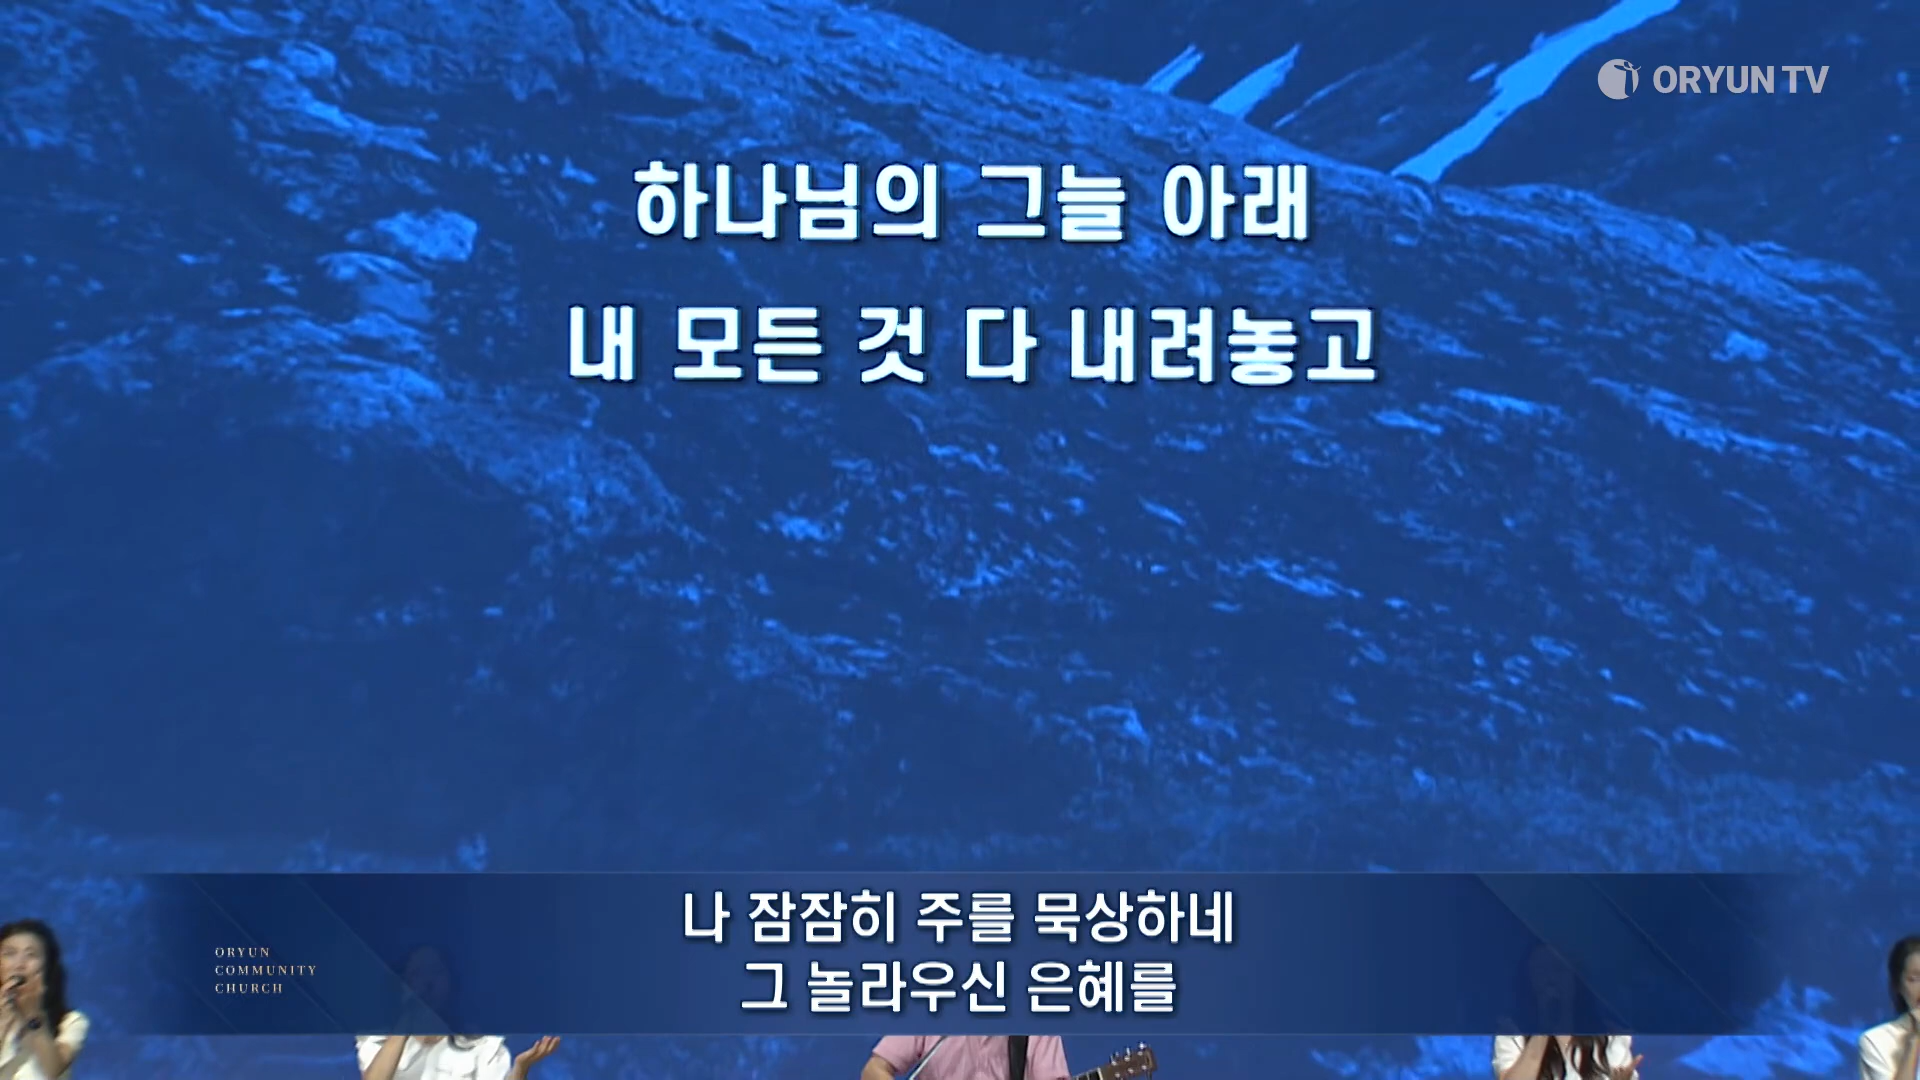 ORYUN TV
하나님의 그늘 아래
내 모든 것 다 내려놓고
나 잠잠히 주를 묵상하네
그 놀라우신 은혜를
ORYUN
COMMUNITY
CHURCH